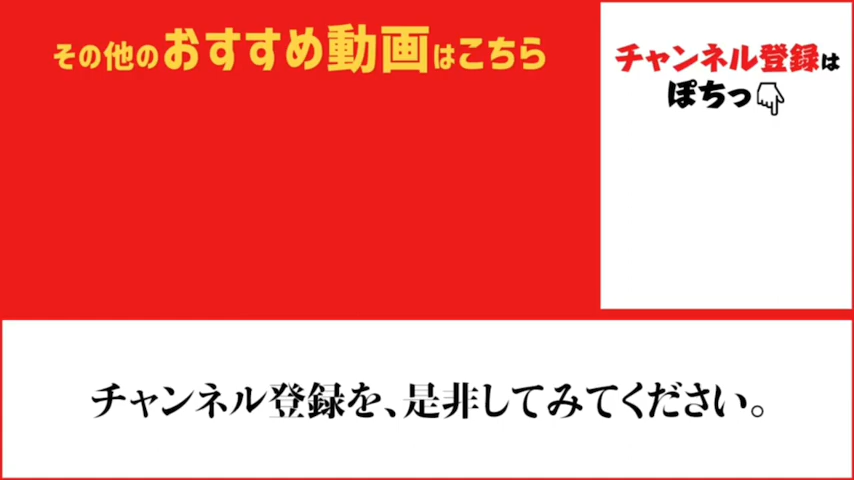 その他のおすすめ動画はこちら
チャンネル登録は
ぽちっ
チャンネル登録を、是非してみてください。